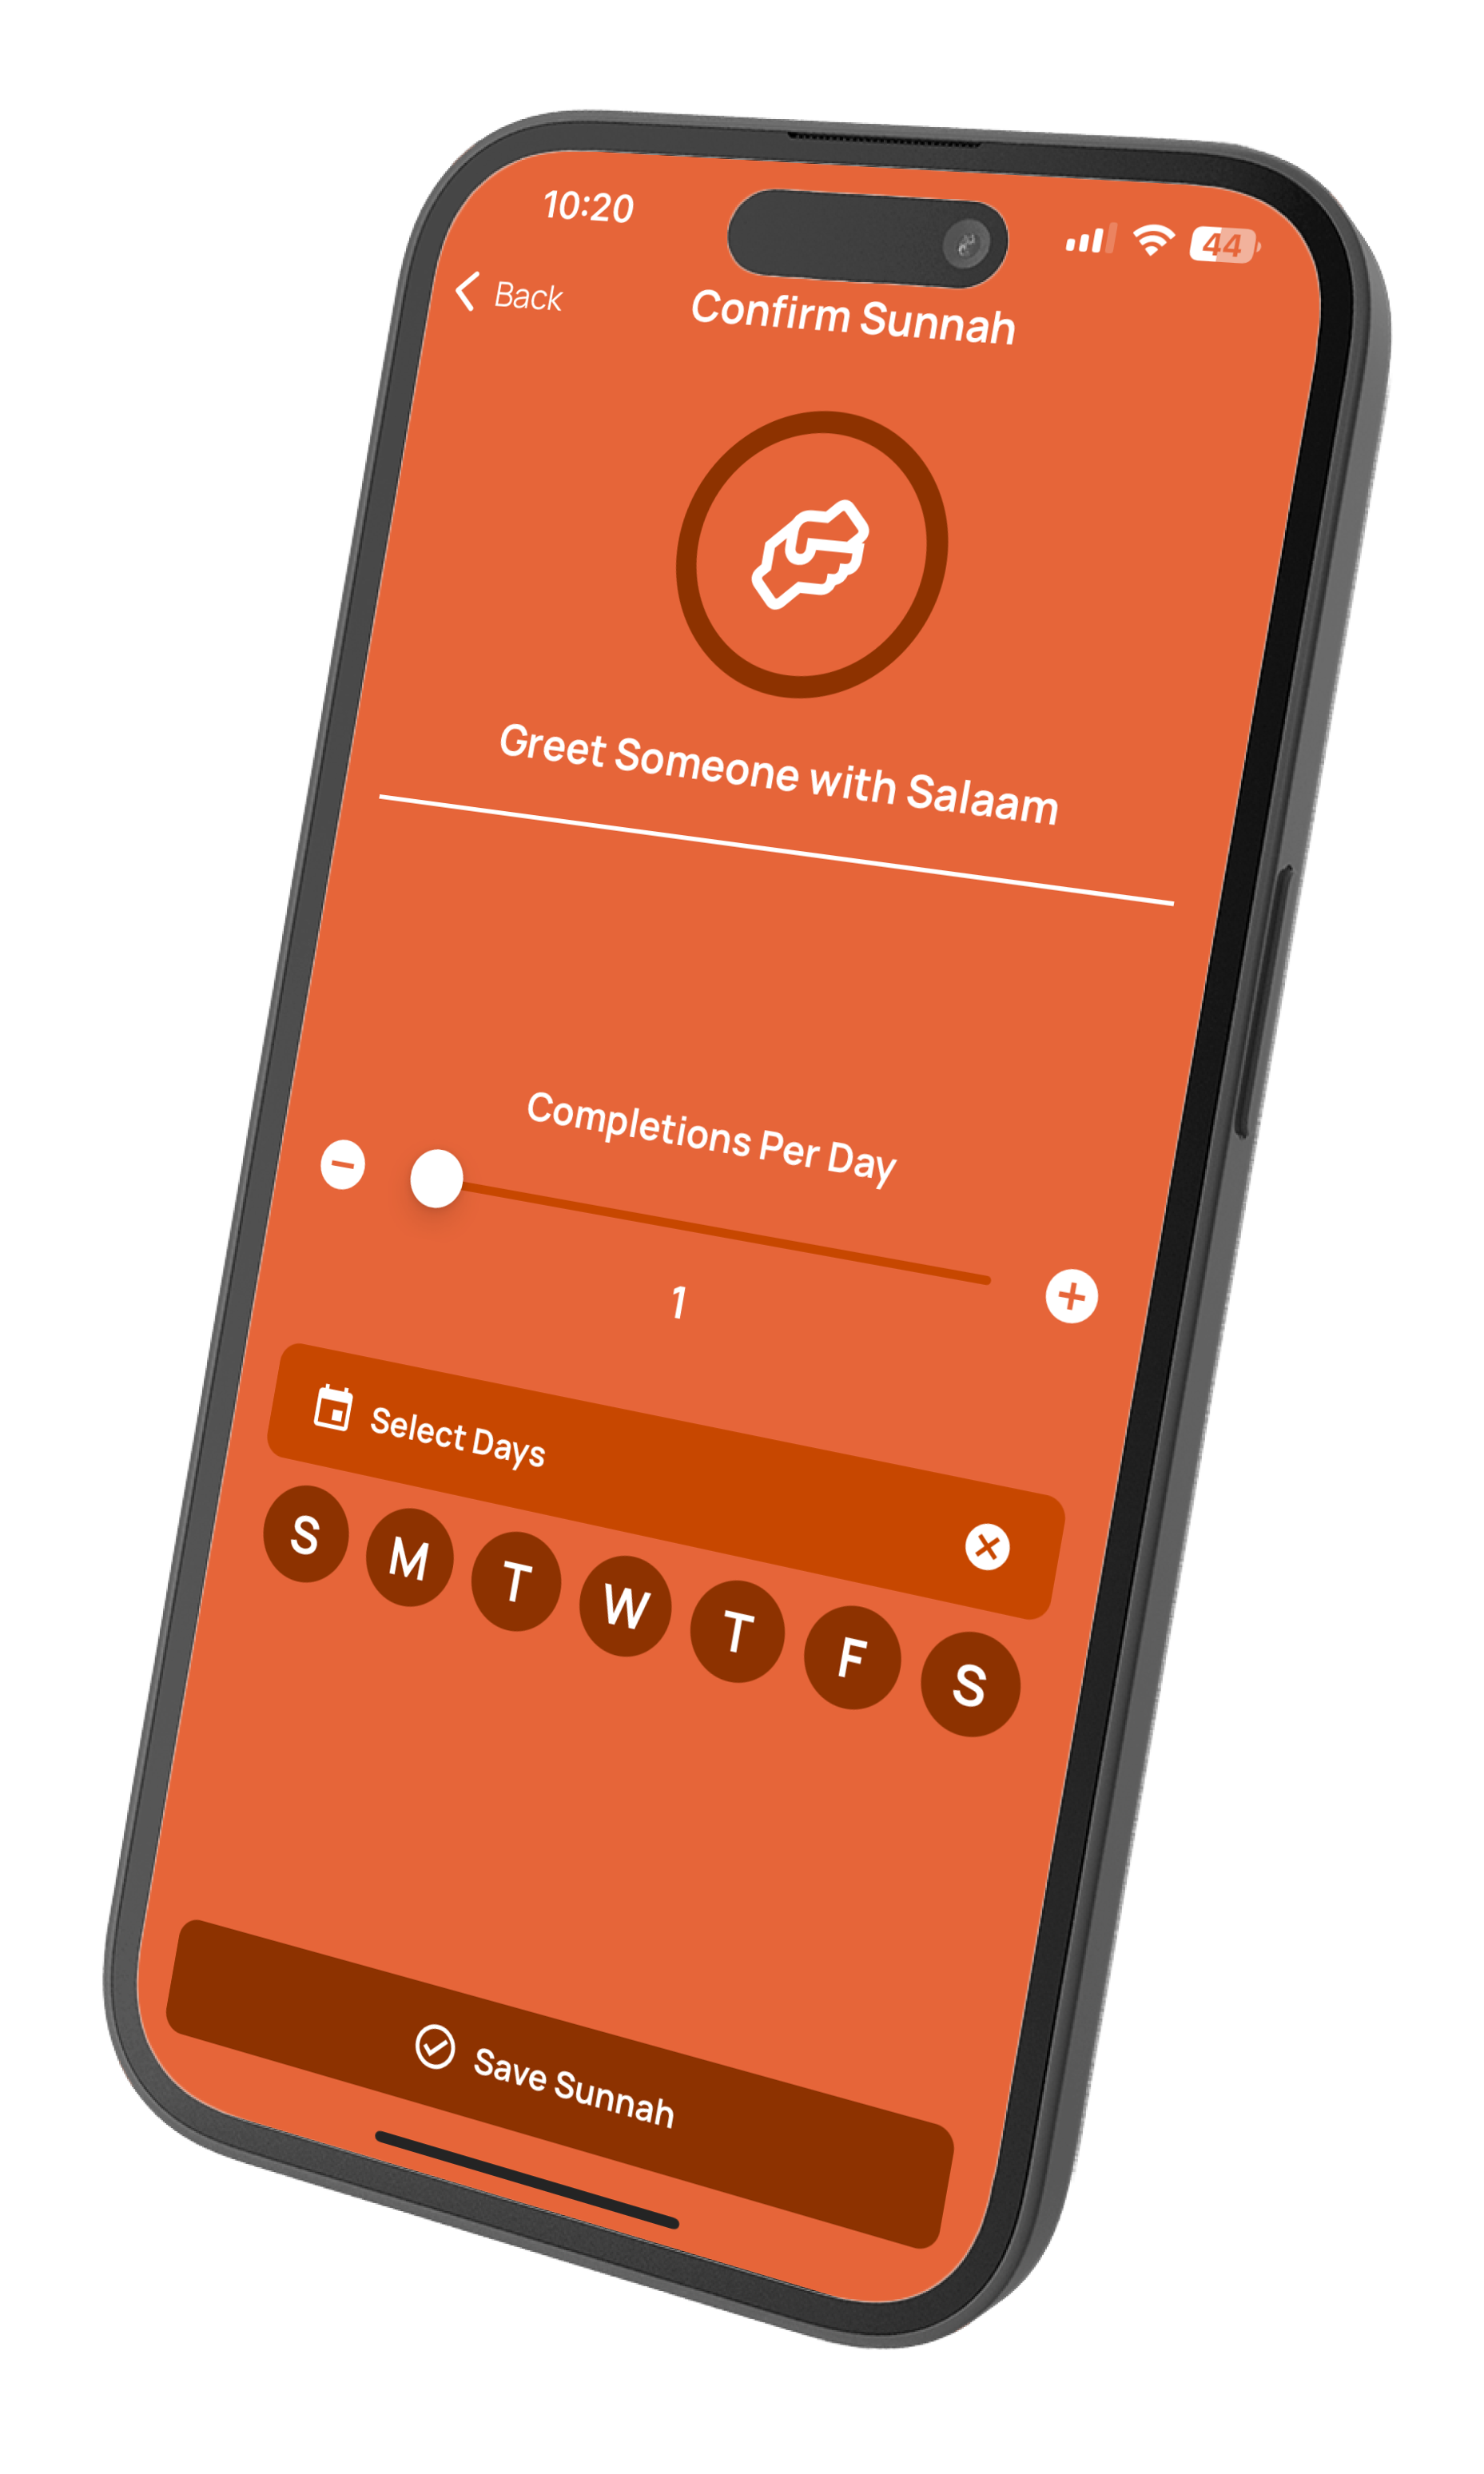 10:20
44
Back
Confirm Sunnah
Greet Someone with Salaam
Completions Per Day
1
Select Days
S M T W T F S
Save Sunnah